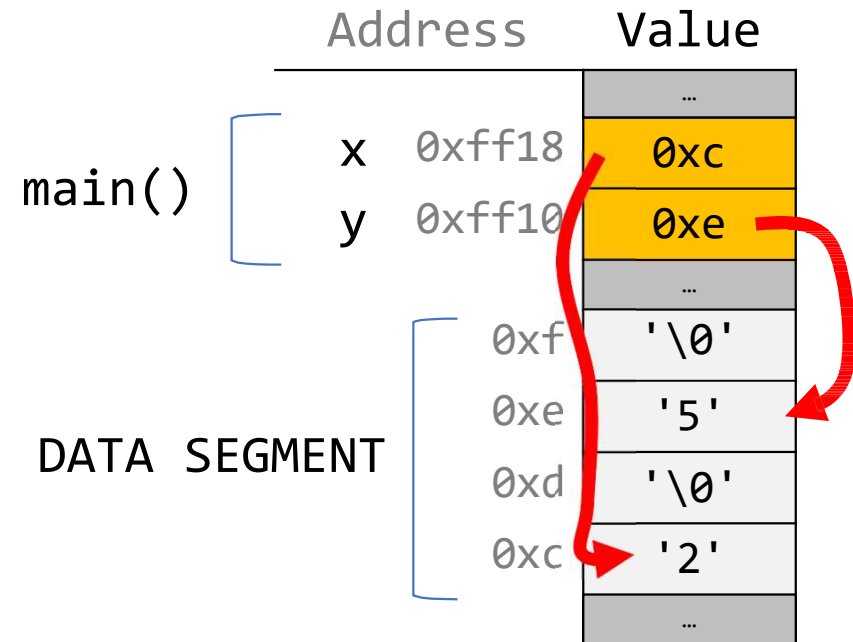 Address Value
…
x 0xff18 0xc
main()
y 0xff10 0xe
…
0xf '\0'
0xe '5'
DATA SEGMENT
0xd '\0'
0xc '2'
…